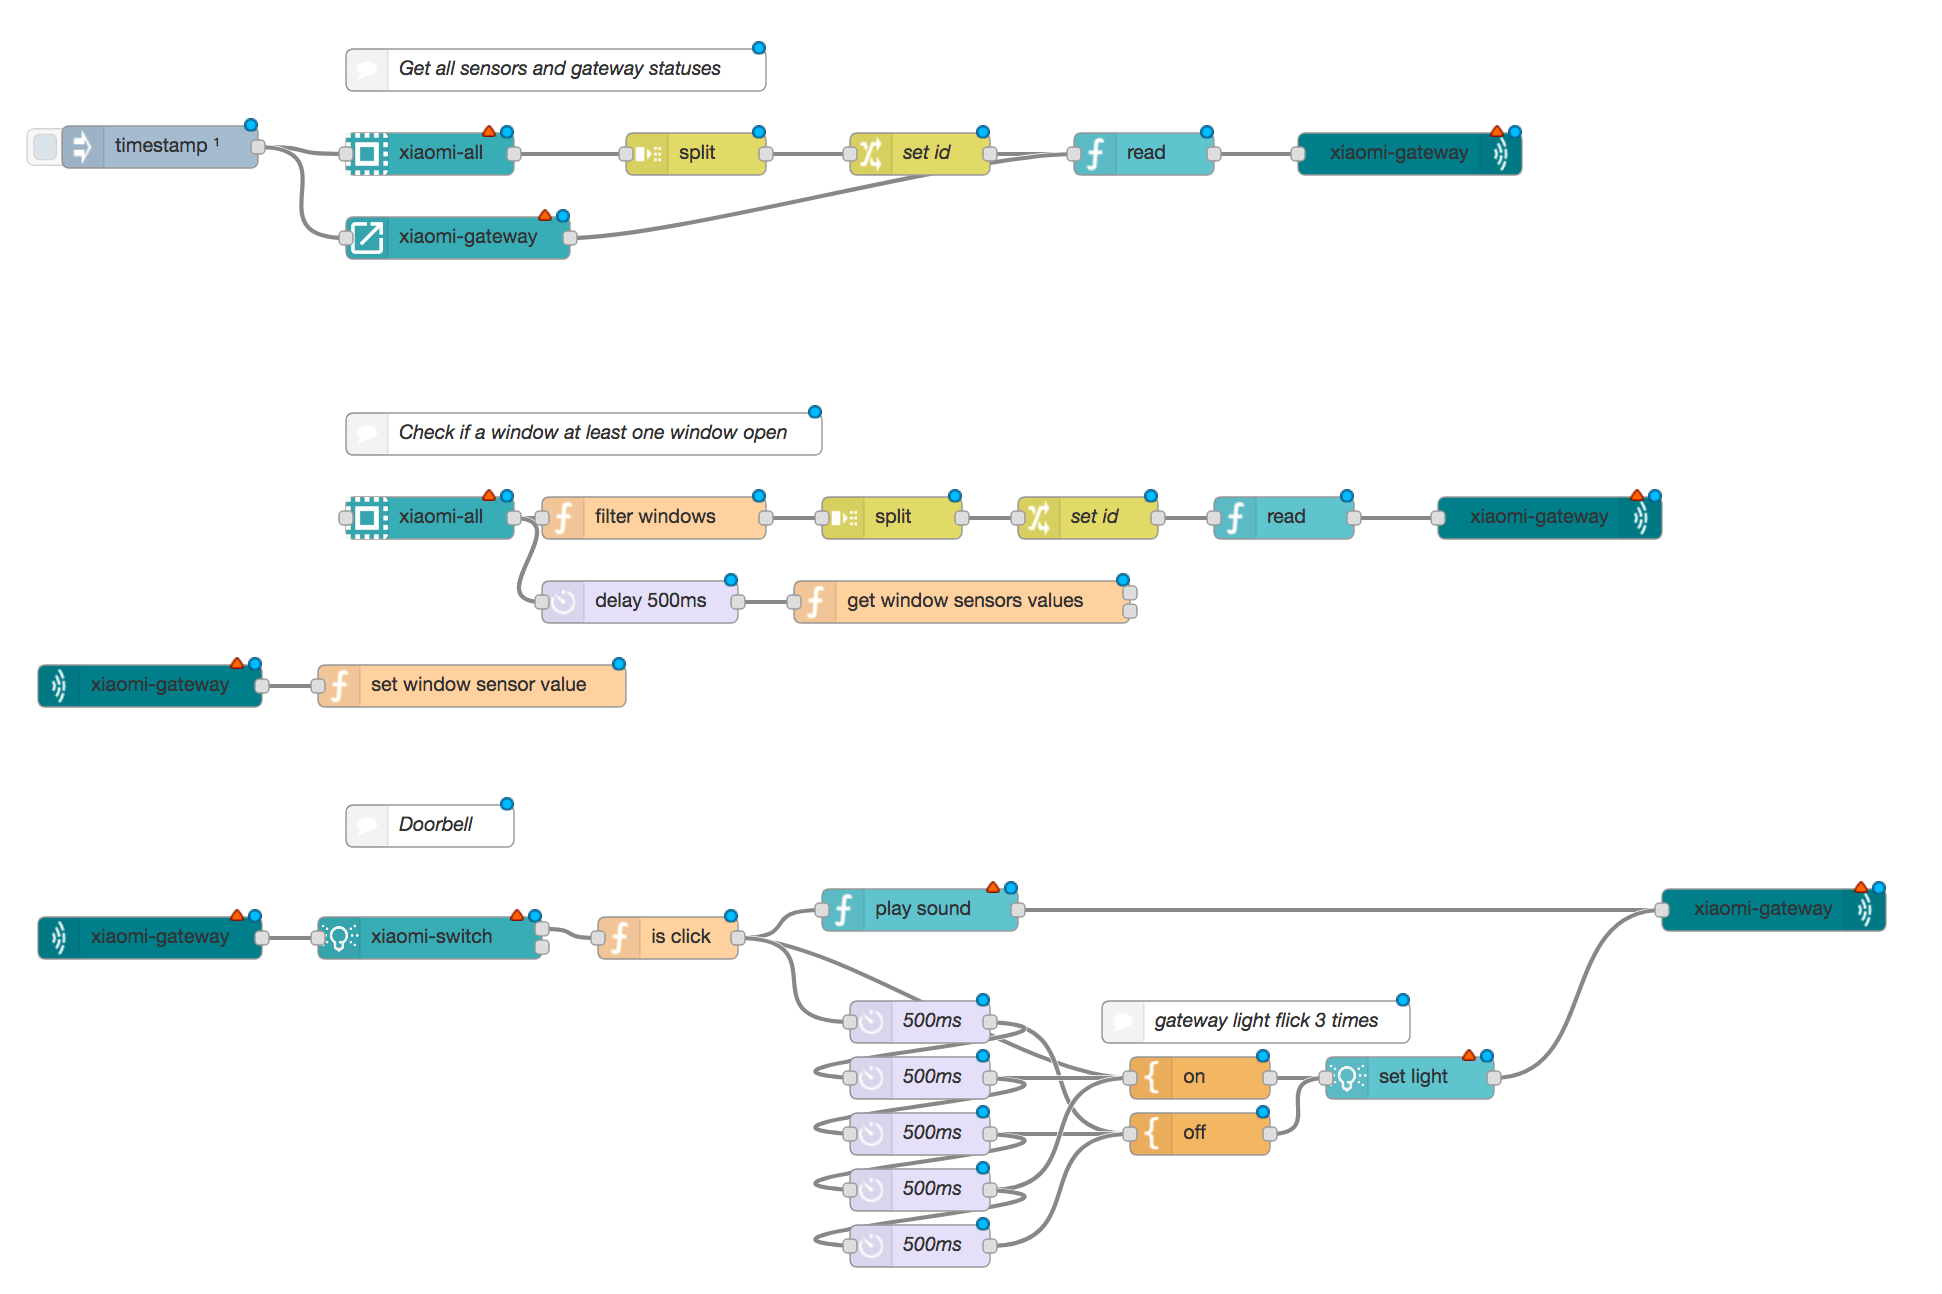 Get all sensors and gateway statuses
timestamp ¹
xiaomi-all
split
set id
read
xiaomi-gateway
xiaomi-gateway
Check if a window at least one window open
xiaomi-all
filter windows
split
set id
read
xiaomi-gateway
delay 500ms
get window sensors values
xiaomi-gateway
set window sensor value
Doorbell
play sound
xiaomi-gateway
xiaomi-gateway
xiaomi-switch
is click
500ms
gateway light flick 3 times
500ms
on
set light
500ms
off
500ms
500ms